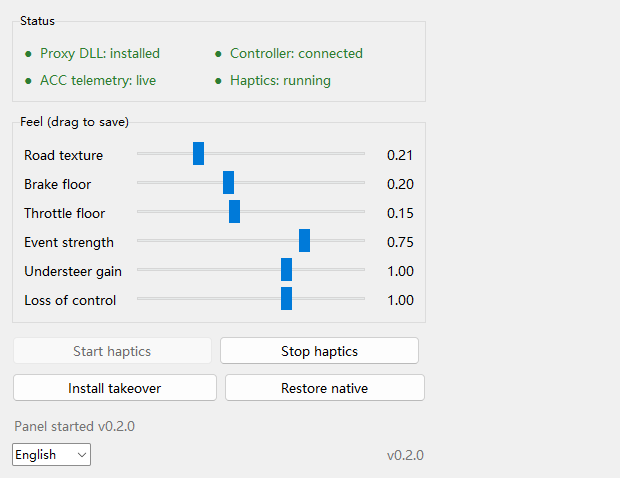 Status
● Proxy DLL: installed ● Controller: connected
● ACC telemetry: live ● Haptics: running
Feel (drag to save)
Road texture 0.21
Brake floor 0.20
Throttle floor 0.15
Event strength 0.75
Understeer gain 1.00
Loss of control 1.00
Start haptics Stop haptics
Install takeover Restore native
Panel started v0.2.0
English v0.2.0